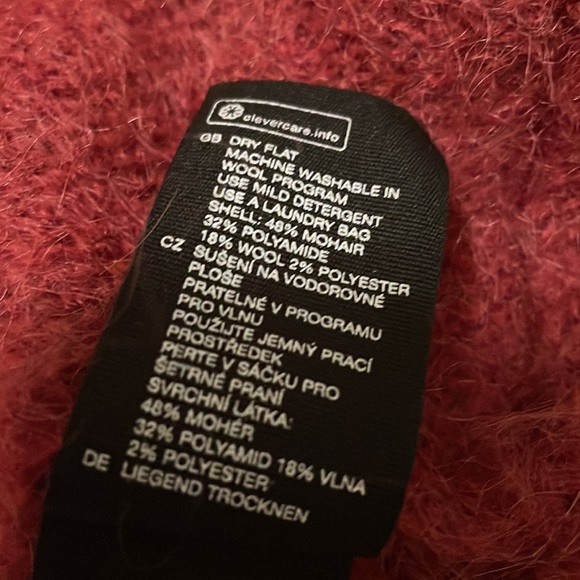 clevercare.info
GB DRY FLAT
MACHINE WASHABLE IN
WOOL PROGRAM
USE MILD DETERGENT
USE A LAUNDRY BAG
SHELL: 48% MOHAIR
32% POLYAMIDE
18% WOOL 2% POLYESTER
CZ SUŠENÍ NA VODOROVNÉ
PLOŠE
PRATELNÉ V PROGRAMU
PRO VLNU
POUŽIJTE JEMNÝ PRACÍ
PROSTŘEDEK
PERTE V SÁČKU PRO
ŠETRNÉ PRANÍ
SVRCHNÍ LÁTKA:
48% MOHÉR
32% POLYAMID 18% VLNA
2% POLYESTER
DE LIEGEND TROCKNEN